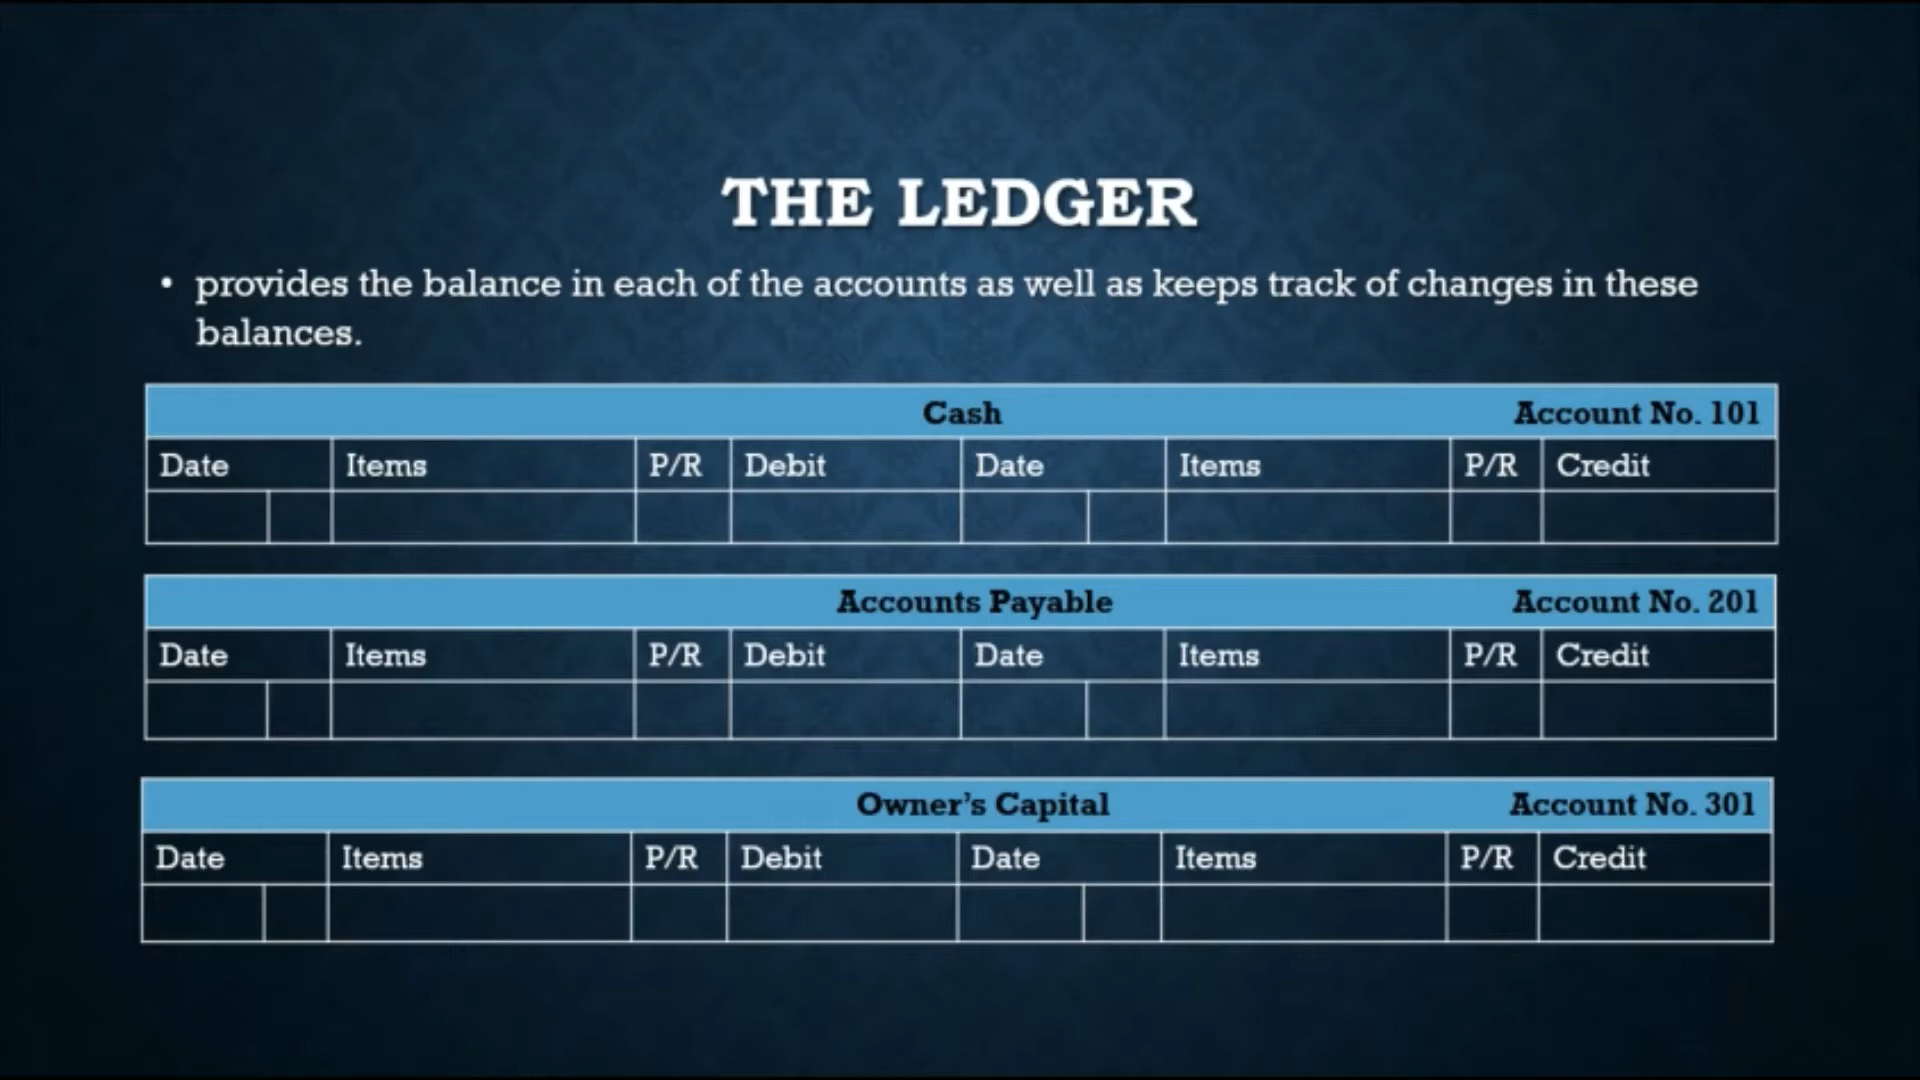 THE LEDGER
• provides the balance in each of the accounts as well as keeps track of changes in these
balances.
Cash Account No. 101
Date Items P/R Debit Date Items P/R Credit
Accounts Payable Account No. 201
Date Items P/R Debit Date Items P/R Credit
Owner’s Capital Account No. 301
Date Items P/R Debit Date Items P/R Credit